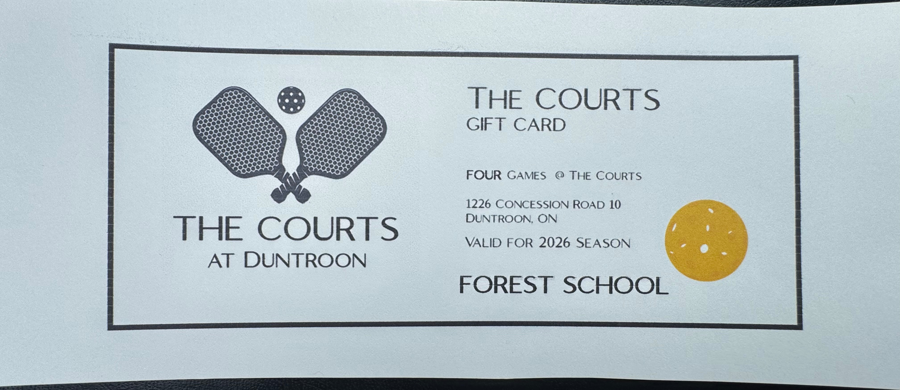 THE COURTS
AT DUNTROON
THE COURTS
GIFT CARD
FOUR GAMES @ THE COURTS
1226 CONCESSION ROAD 10
DUNTROON, ON
VALID FOR 2026 SEASON
FOREST SCHOOL